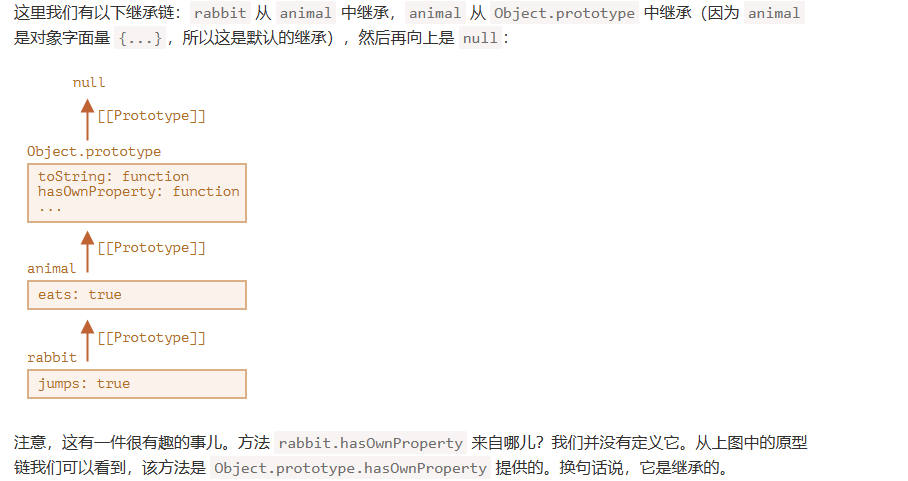 这里我们有以下继承链：rabbit 从 animal 中继承，animal 从 Object.prototype 中继承（因为 animal
是对象字面量 {...}，所以这是默认的继承），然后再向上是 null：
null
[[Prototype]]
Object.prototype
toString: function
hasOwnProperty: function
...
[[Prototype]]
animal
eats: true
[[Prototype]]
rabbit
jumps: true
注意，这有一件很有趣的事儿。方法 rabbit.hasOwnProperty 来自哪儿？我们并没有定义它。从上图中的原型
链我们可以看到，该方法是 Object.prototype.hasOwnProperty 提供的。换句话说，它是继承的。